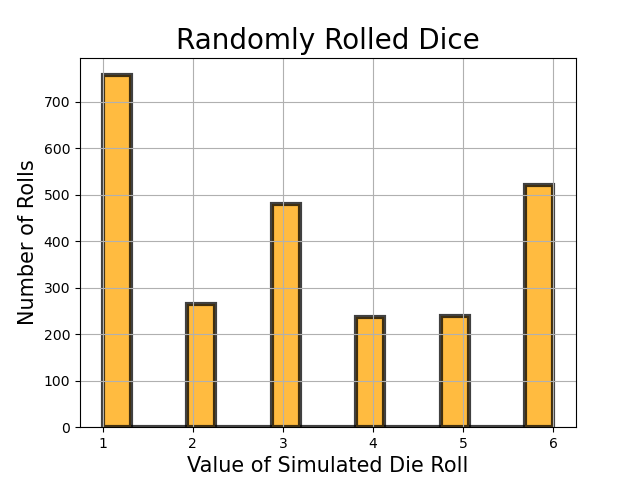 Randomly Rolled Dice
Number of Rolls
700
600
500
400
300
200
100
0
1 2 3 4 5 6
Value of Simulated Die Roll